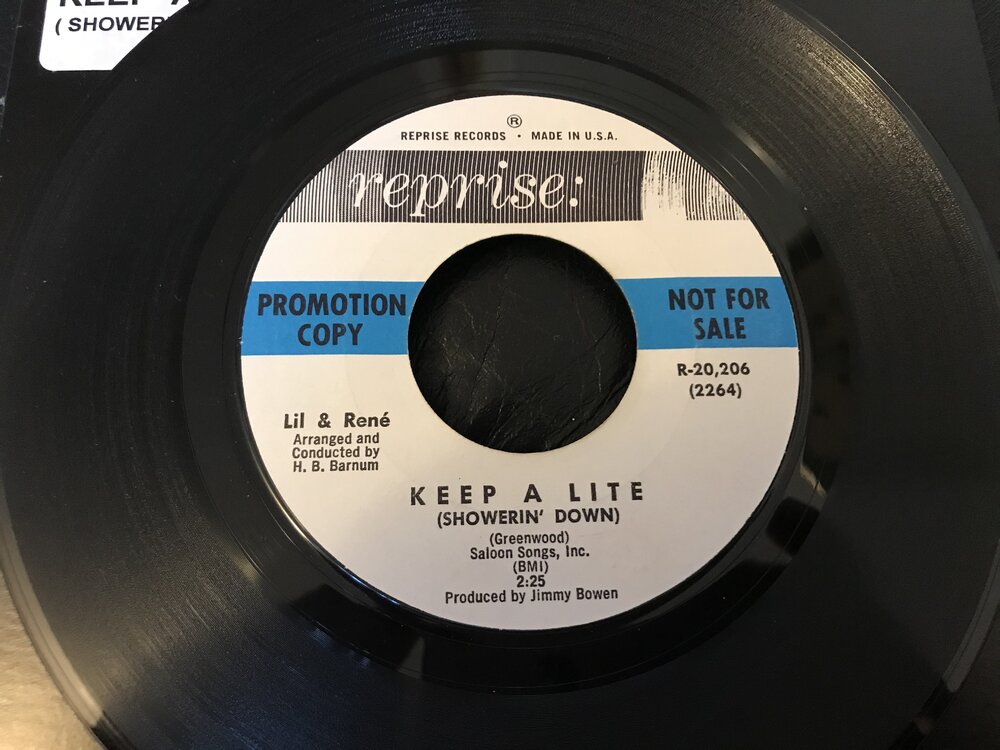 ( SHOWER
®
REPRISE RECORDS • MADE IN U.S.A.
reprise:
PROMOTION
COPY
NOT FOR
SALE
R-20,206
(2264)
Lil & René
Arranged and
Conducted by
H. B. Barnum
KEEP A LITE
(SHOWERIN' DOWN)
(Greenwood)
Saloon Songs, Inc.
(BMI)
2:25
Produced by Jimmy Bowen